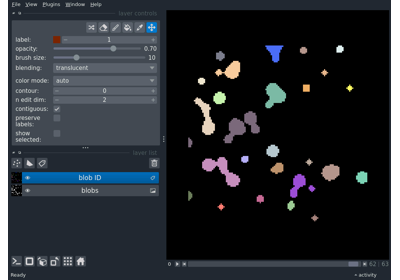 File View Plugins Window Help
layer controls
label: 1
opacity: 0.70
brush size: 10
blending: translucent
color mode: auto
contour: 0
n edit dim: 2
contiguous:
preserve
labels:
show
selected:
layer list
blob ID
blobs
62 | 63
Ready
activity